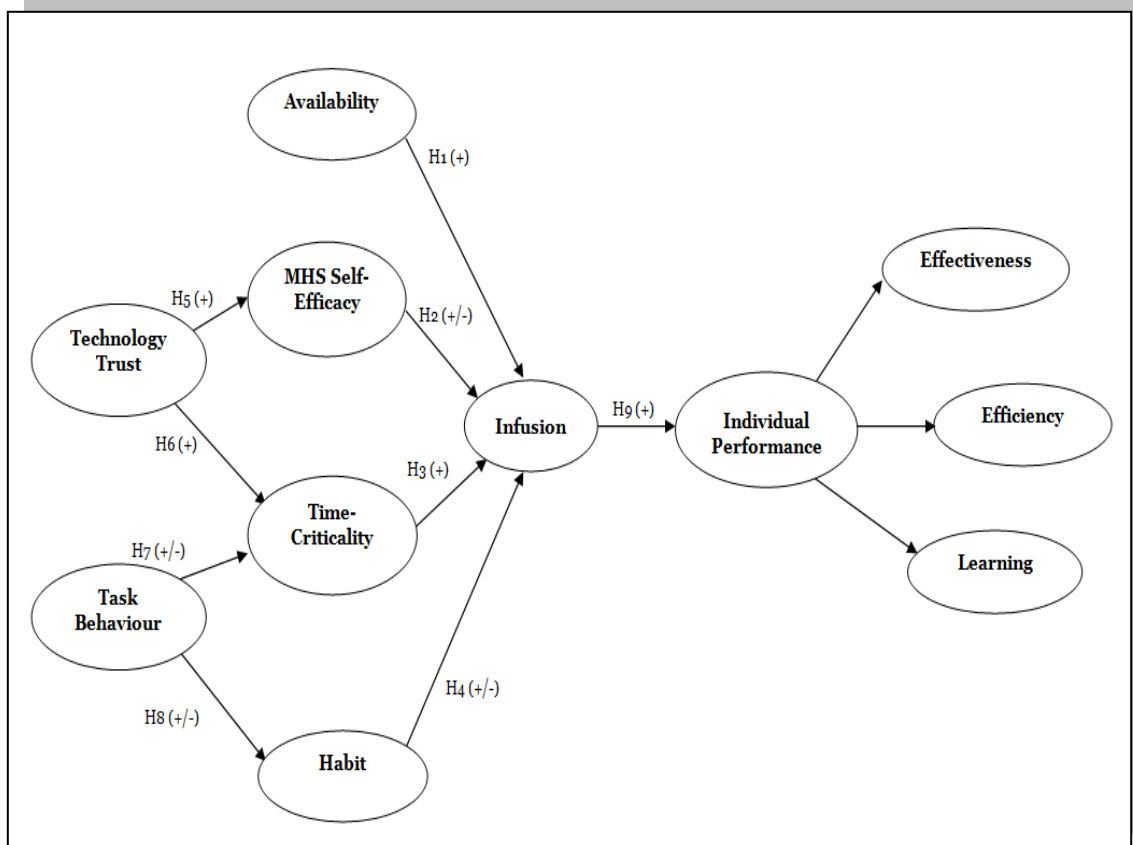 Availability
H1 (+)
MHS Self-
Efficacy
H5 (+)
H2 (+/-)
Technology
Trust
Effectiveness
Infusion
H9 (+)
Individual
Performance
Efficiency
H6 (+)
H3 (+)
Time-
Criticality
H7 (+/-)
Learning
Task
Behaviour
H4 (+/-)
H8 (+/-)
Habit